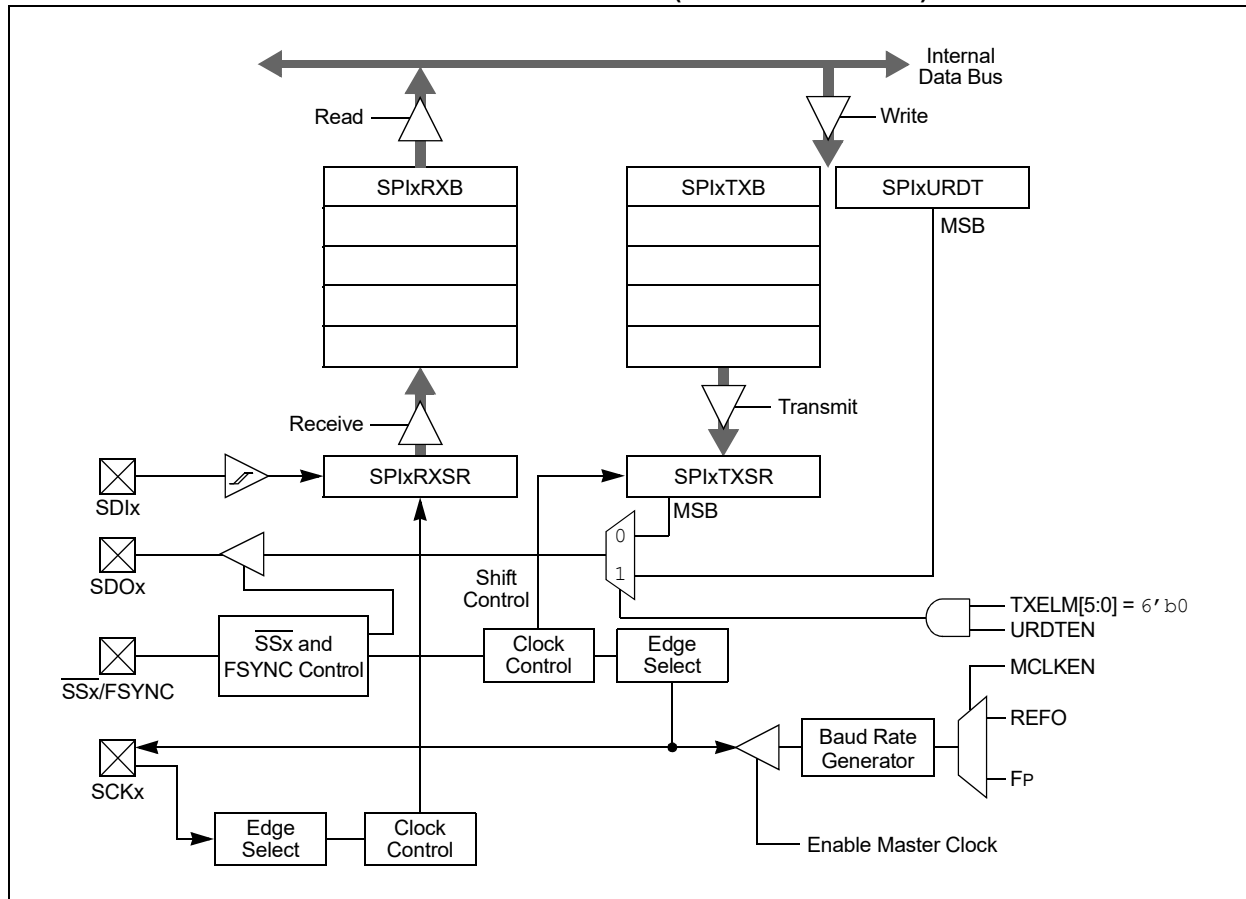 Internal
Data Bus
Read
Write
SPIxRXB
SPIxTXB
SPIxURDT
MSB
Receive
Transmit
SPIxRXSR
SPIxTXSR
SDIx
MSB
0
1
SDOx
Shift
Control
TXELM[5:0] = 6’b0
URDTEN
S̅S̅x̅ and
FSYNC Control
Clock
Control
Edge
Select
S̅S̅x̅/FSYNC
MCLKEN
REFO
Baud Rate
Generator
FP
SCKx
Edge
Select
Clock
Control
Enable Master Clock